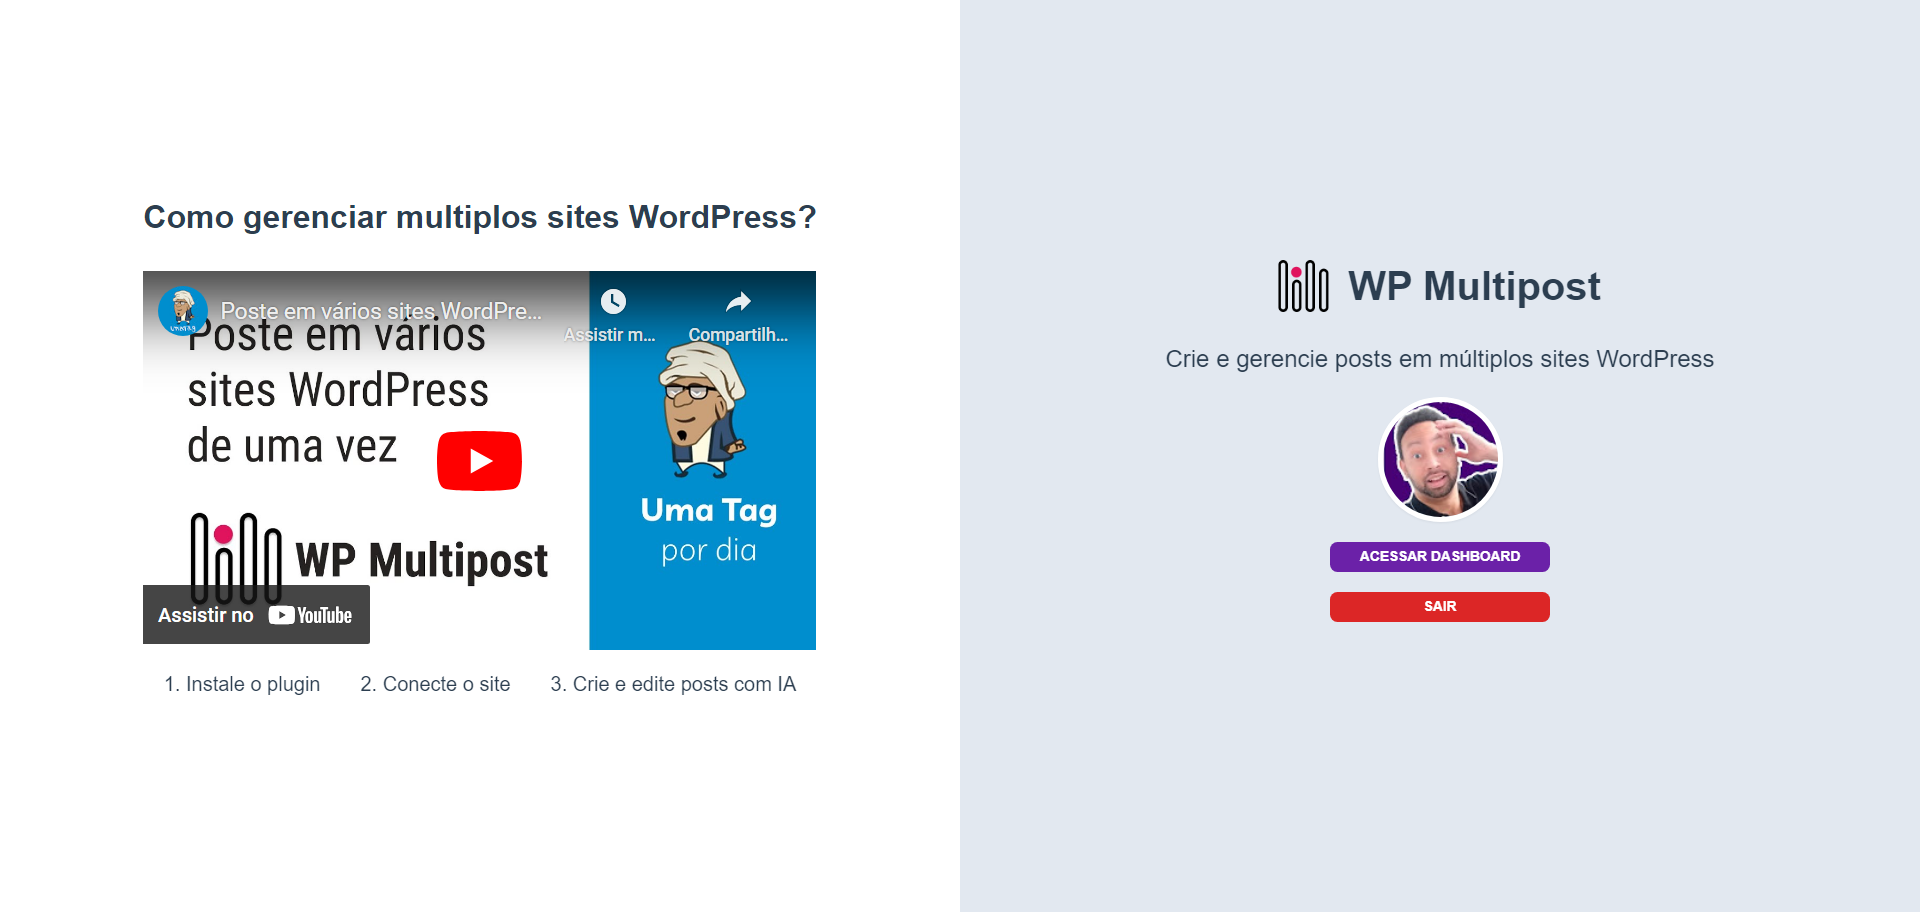 Como gerenciar multiplos sites WordPress?
Poste em vários sites WordPre...
Assistir m...
Compartilh...
Poste em vários
sites WordPress
de uma vez
WP Multipost
Uma Tag
por dia
Assistir no YouTube
1. Instale o plugin
2. Conecte o site
3. Crie e edite posts com IA
WP Multipost
Crie e gerencie posts em múltiplos sites WordPress
ACESSAR DASHBOARD
SAIR